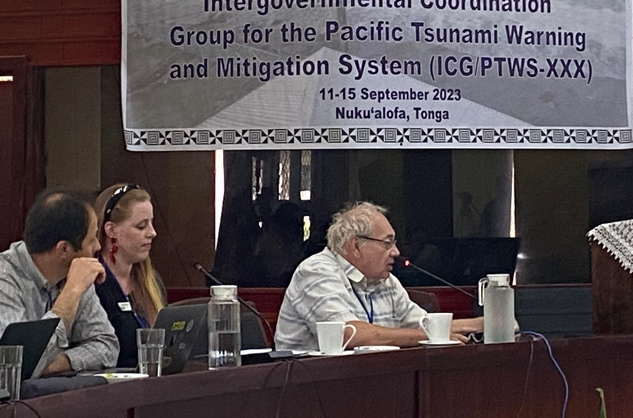 Intergovernmental Coordination
Group for the Pacific Tsunami Warning
and Mitigation System (ICG/PTWS-XXX)
11-15 September 2023
Nuku‘alofa, Tonga